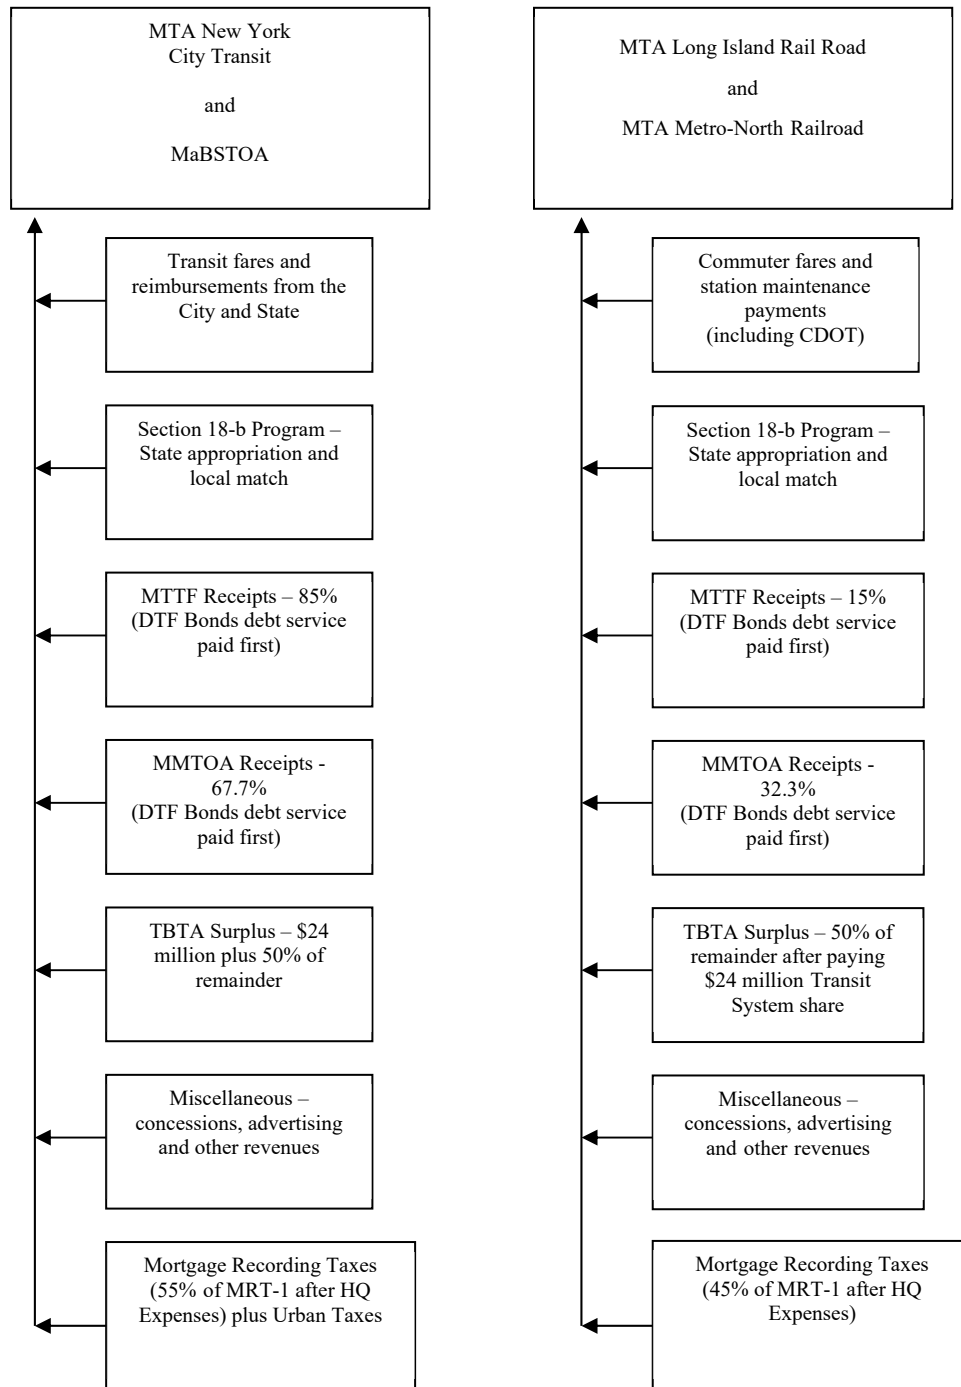 MTA New York
City Transit
and
MaBSTOA
Transit fares and
reimbursements from the
City and State
Section 18-b Program –
State appropriation and
local match
MTTF Receipts – 85%
(DTF Bonds debt service
paid first)
MMTOA Receipts -
67.7%
(DTF Bonds debt service
paid first)
TBTA Surplus – $24
million plus 50% of
remainder
Miscellaneous –
concessions, advertising
and other revenues
Mortgage Recording Taxes
(55% of MRT-1 after HQ
Expenses) plus Urban Taxes
MTA Long Island Rail Road
and
MTA Metro-North Railroad
Commuter fares and
station maintenance
payments
(including CDOT)
Section 18-b Program –
State appropriation and
local match
MTTF Receipts – 15%
(DTF Bonds debt service
paid first)
MMTOA Receipts -
32.3%
(DTF Bonds debt service
paid first)
TBTA Surplus – 50% of
remainder after paying
$24 million Transit
System share
Miscellaneous –
concessions, advertising
and other revenues
Mortgage Recording Taxes
(45% of MRT-1 after HQ
Expenses)